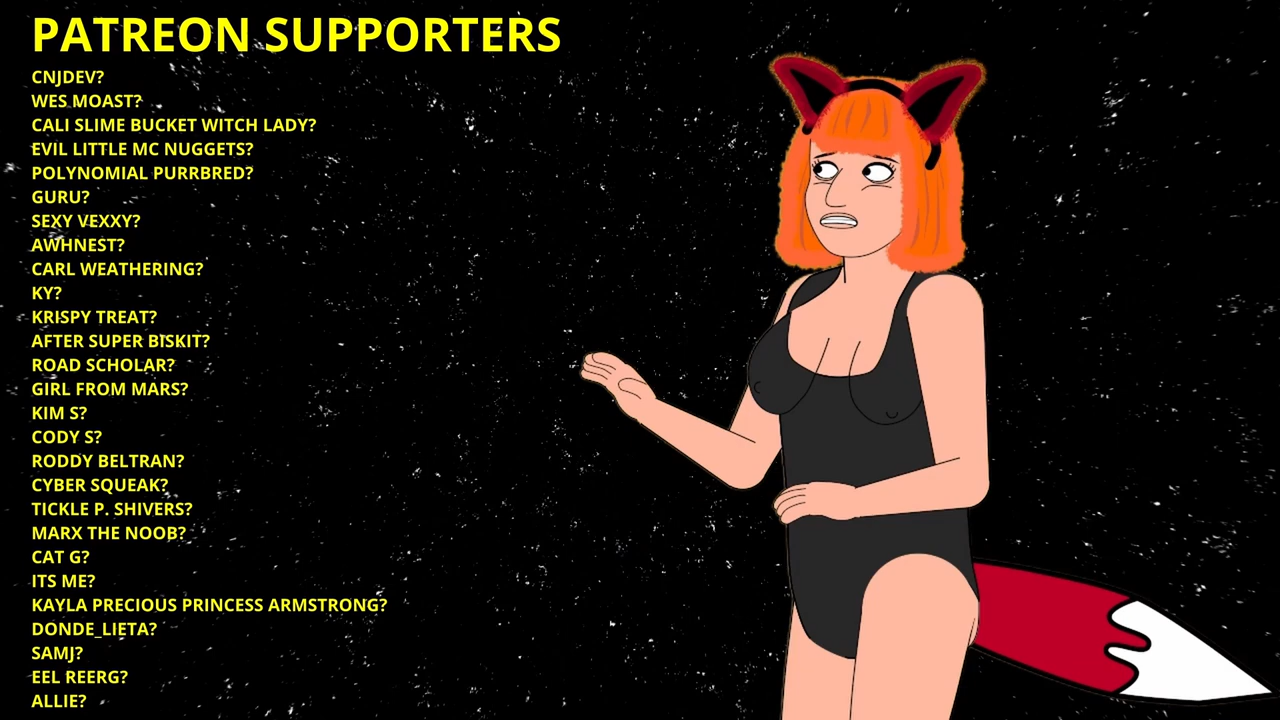 PATREON SUPPORTERS
CNJDEV?
WES MOAST?
CALI SLIME BUCKET WITCH LADY?
EVIL LITTLE MC NUGGETS?
POLYNOMIAL PURRBRED?
GURU?
SEXY VEXXY?
AWHNEST?
CARL WEATHERING?
KY?
KRISPY TREAT?
AFTER SUPER BISKIT?
ROAD SCHOLAR?
GIRL FROM MARS?
KIM S?
CODY S?
RODDY BELTRAN?
CYBER SQUEAK?
TICKLE P. SHIVERS?
MARX THE NOOB?
CAT G?
ITS ME?
KAYLA PRECIOUS PRINCESS ARMSTRONG?
DONDE_LIETA?
SAMJ?
EEL REERG?
ALLIE?